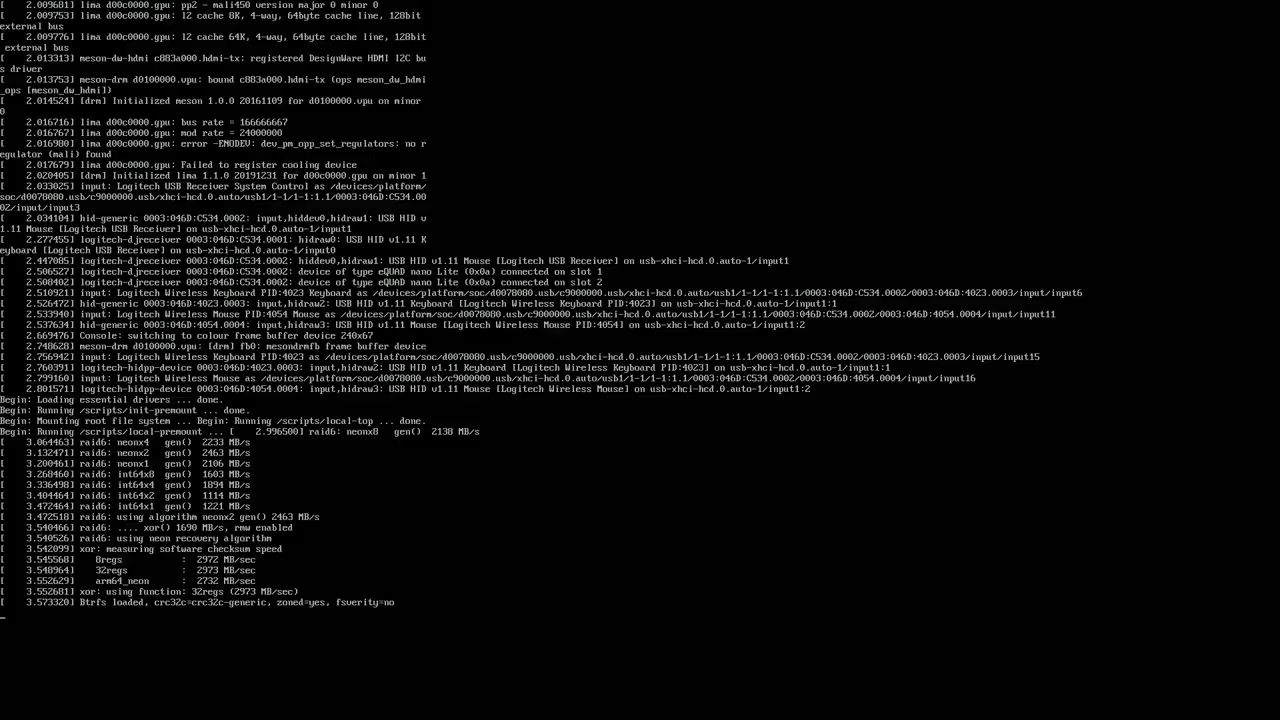 [    2.009681] lima d00c0000.gpu: pp2 - mali450 version major 0 minor 0
[    2.009753] lima d00c0000.gpu: l2 cache 8K, 4-way, 64byte cache line, 128bit
external bus
[    2.009776] lima d00c0000.gpu: l2 cache 64K, 4-way, 64byte cache line, 128bit
 external bus
[    2.013313] meson-dw-hdmi c883a000.hdmi-tx: registered DesignWare HDMI I2C bu
s driver
[    2.013753] meson-drm d0100000.vpu: bound c883a000.hdmi-tx (ops meson_dw_hdmi
_ops [meson_dw_hdmi])
[    2.014524] [drm] Initialized meson 1.0.0 20161109 for d0100000.vpu on minor
0
[    2.016716] lima d00c0000.gpu: bus rate = 166666667
[    2.016767] lima d00c0000.gpu: mod rate = 24000000
[    2.016980] lima d00c0000.gpu: error -ENODEV: dev_pm_opp_set_regulators: no r
egulator (mali) found
[    2.017679] lima d00c0000.gpu: Failed to register cooling device
[    2.020405] [drm] Initialized lima 1.1.0 20191231 for d00c0000.gpu on minor 1
[    2.033025] input: Logitech USB Receiver System Control as /devices/platform/
soc/d0078080.usb/c9000000.usb/xhci-hcd.0.auto/usb1/1-1/1-1:1.1/0003:046D:C534.00
02/input/input3
[    2.034104] hid-generic 0003:046D:C534.0002: input,hiddev0,hidraw1: USB HID v
1.11 Mouse [Logitech USB Receiver] on usb-xhci-hcd.0.auto-1/input1
[    2.277455] logitech-djreceiver 0003:046D:C534.0001: hidraw0: USB HID v1.11 K
eyboard [Logitech USB Receiver] on usb-xhci-hcd.0.auto-1/input0
[    2.447085] logitech-djreceiver 0003:046D:C534.0002: hiddev0,hidraw1: USB HID v1.11 Mouse [Logitech USB Receiver] on usb-xhci-hcd.0.auto-1/input1
[    2.506527] logitech-djreceiver 0003:046D:C534.0002: device of type eQUAD nano Lite (0x0a) connected on slot 1
[    2.508402] logitech-djreceiver 0003:046D:C534.0002: device of type eQUAD nano Lite (0x0a) connected on slot 2
[    2.510921] input: Logitech Wireless Keyboard PID:4023 Keyboard as /devices/platform/soc/d0078080.usb/c9000000.usb/xhci-hcd.0.auto/usb1/1-1/1-1:1.1/0003:046D:C534.0002/0003:046D:4023.0003/input/input6
[    2.526472] hid-generic 0003:046D:4023.0003: input,hidraw2: USB HID v1.11 Keyboard [Logitech Wireless Keyboard PID:4023] on usb-xhci-hcd.0.auto-1/input1:1
[    2.533940] input: Logitech Wireless Mouse PID:4054 Mouse as /devices/platform/soc/d0078080.usb/c9000000.usb/xhci-hcd.0.auto/usb1/1-1/1-1:1.1/0003:046D:C534.0002/0003:046D:4054.0004/input/input11
[    2.537634] hid-generic 0003:046D:4054.0004: input,hidraw3: USB HID v1.11 Mouse [Logitech Wireless Mouse PID:4054] on usb-xhci-hcd.0.auto-1/input1:2
[    2.669476] Console: switching to colour frame buffer device 240x67
[    2.748628] meson-drm d0100000.vpu: [drm] fb0: mesondrmfb frame buffer device
[    2.756942] input: Logitech Wireless Keyboard PID:4023 as /devices/platform/soc/d0078080.usb/c9000000.usb/xhci-hcd.0.auto/usb1/1-1/1-1:1.1/0003:046D:C534.0002/0003:046D:4023.0003/input/input15
[    2.760391] logitech-hidpp-device 0003:046D:4023.0003: input,hidraw2: USB HID v1.11 Keyboard [Logitech Wireless Keyboard PID:4023] on usb-xhci-hcd.0.auto-1/input1:1
[    2.799160] input: Logitech Wireless Mouse as /devices/platform/soc/d0078080.usb/c9000000.usb/xhci-hcd.0.auto/usb1/1-1/1-1:1.1/0003:046D:C534.0002/0003:046D:4054.0004/input/input16
[    2.801571] logitech-hidpp-device 0003:046D:4054.0004: input,hidraw3: USB HID v1.11 Mouse [Logitech Wireless Mouse] on usb-xhci-hcd.0.auto-1/input1:2
Begin: Loading essential drivers ... done.
Begin: Running /scripts/init-premount ... done.
Begin: Mounting root file system ... Begin: Running /scripts/local-top ... done.
Begin: Running /scripts/local-premount ... [    2.996500] raid6: neonx8   gen()  2138 MB/s
[    3.064463] raid6: neonx4   gen()  2233 MB/s
[    3.132471] raid6: neonx2   gen()  2463 MB/s
[    3.200461] raid6: neonx1   gen()  2106 MB/s
[    3.268460] raid6: int64x8  gen()  1603 MB/s
[    3.336498] raid6: int64x4  gen()  1894 MB/s
[    3.404464] raid6: int64x2  gen()  1114 MB/s
[    3.472464] raid6: int64x1  gen()  1221 MB/s
[    3.472518] raid6: using algorithm neonx2 gen() 2463 MB/s
[    3.540466] raid6: .... xor() 1690 MB/s, rmw enabled
[    3.540526] raid6: using neon recovery algorithm
[    3.542099] xor: measuring software checksum speed
[    3.545568]    8regs           :  2972 MB/sec
[    3.548964]    32regs          :  2973 MB/sec
[    3.552629]    arm64_neon      :  2732 MB/sec
[    3.552681] xor: using function: 32regs (2973 MB/sec)
[    3.573320] Btrfs loaded, crc32c=crc32c-generic, zoned=yes, fsverity=no